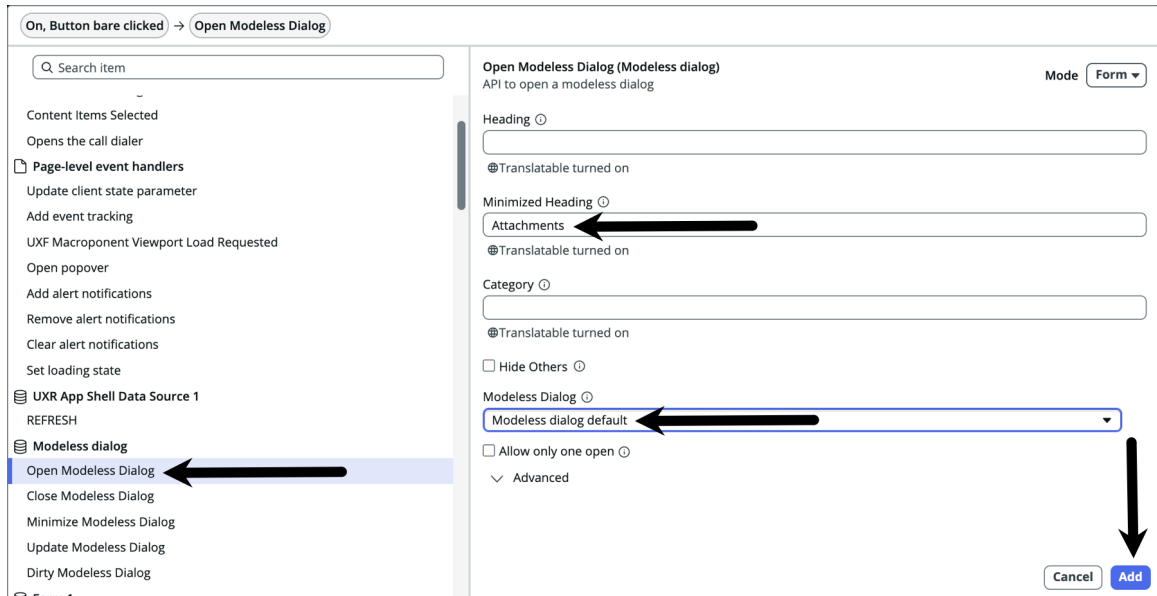 On, Button bare clicked → Open Modeless Dialog
Search item
Content Items Selected
Opens the call dialer
Page-level event handlers
Update client state parameter
Add event tracking
UXF Macroponent Viewport Load Requested
Open popover
Add alert notifications
Remove alert notifications
Clear alert notifications
Set loading state
UXR App Shell Data Source 1
REFRESH
Modeless dialog
Open Modeless Dialog
Close Modeless Dialog
Minimize Modeless Dialog
Update Modeless Dialog
Dirty Modeless Dialog
Open Modeless Dialog (Modeless dialog)
API to open a modeless dialog
Mode Form
Heading
Translatable turned on
Minimized Heading
Attachments
Translatable turned on
Category
Translatable turned on
Hide Others
Modeless Dialog
Modeless dialog default
Allow only one open
Advanced
Cancel Add